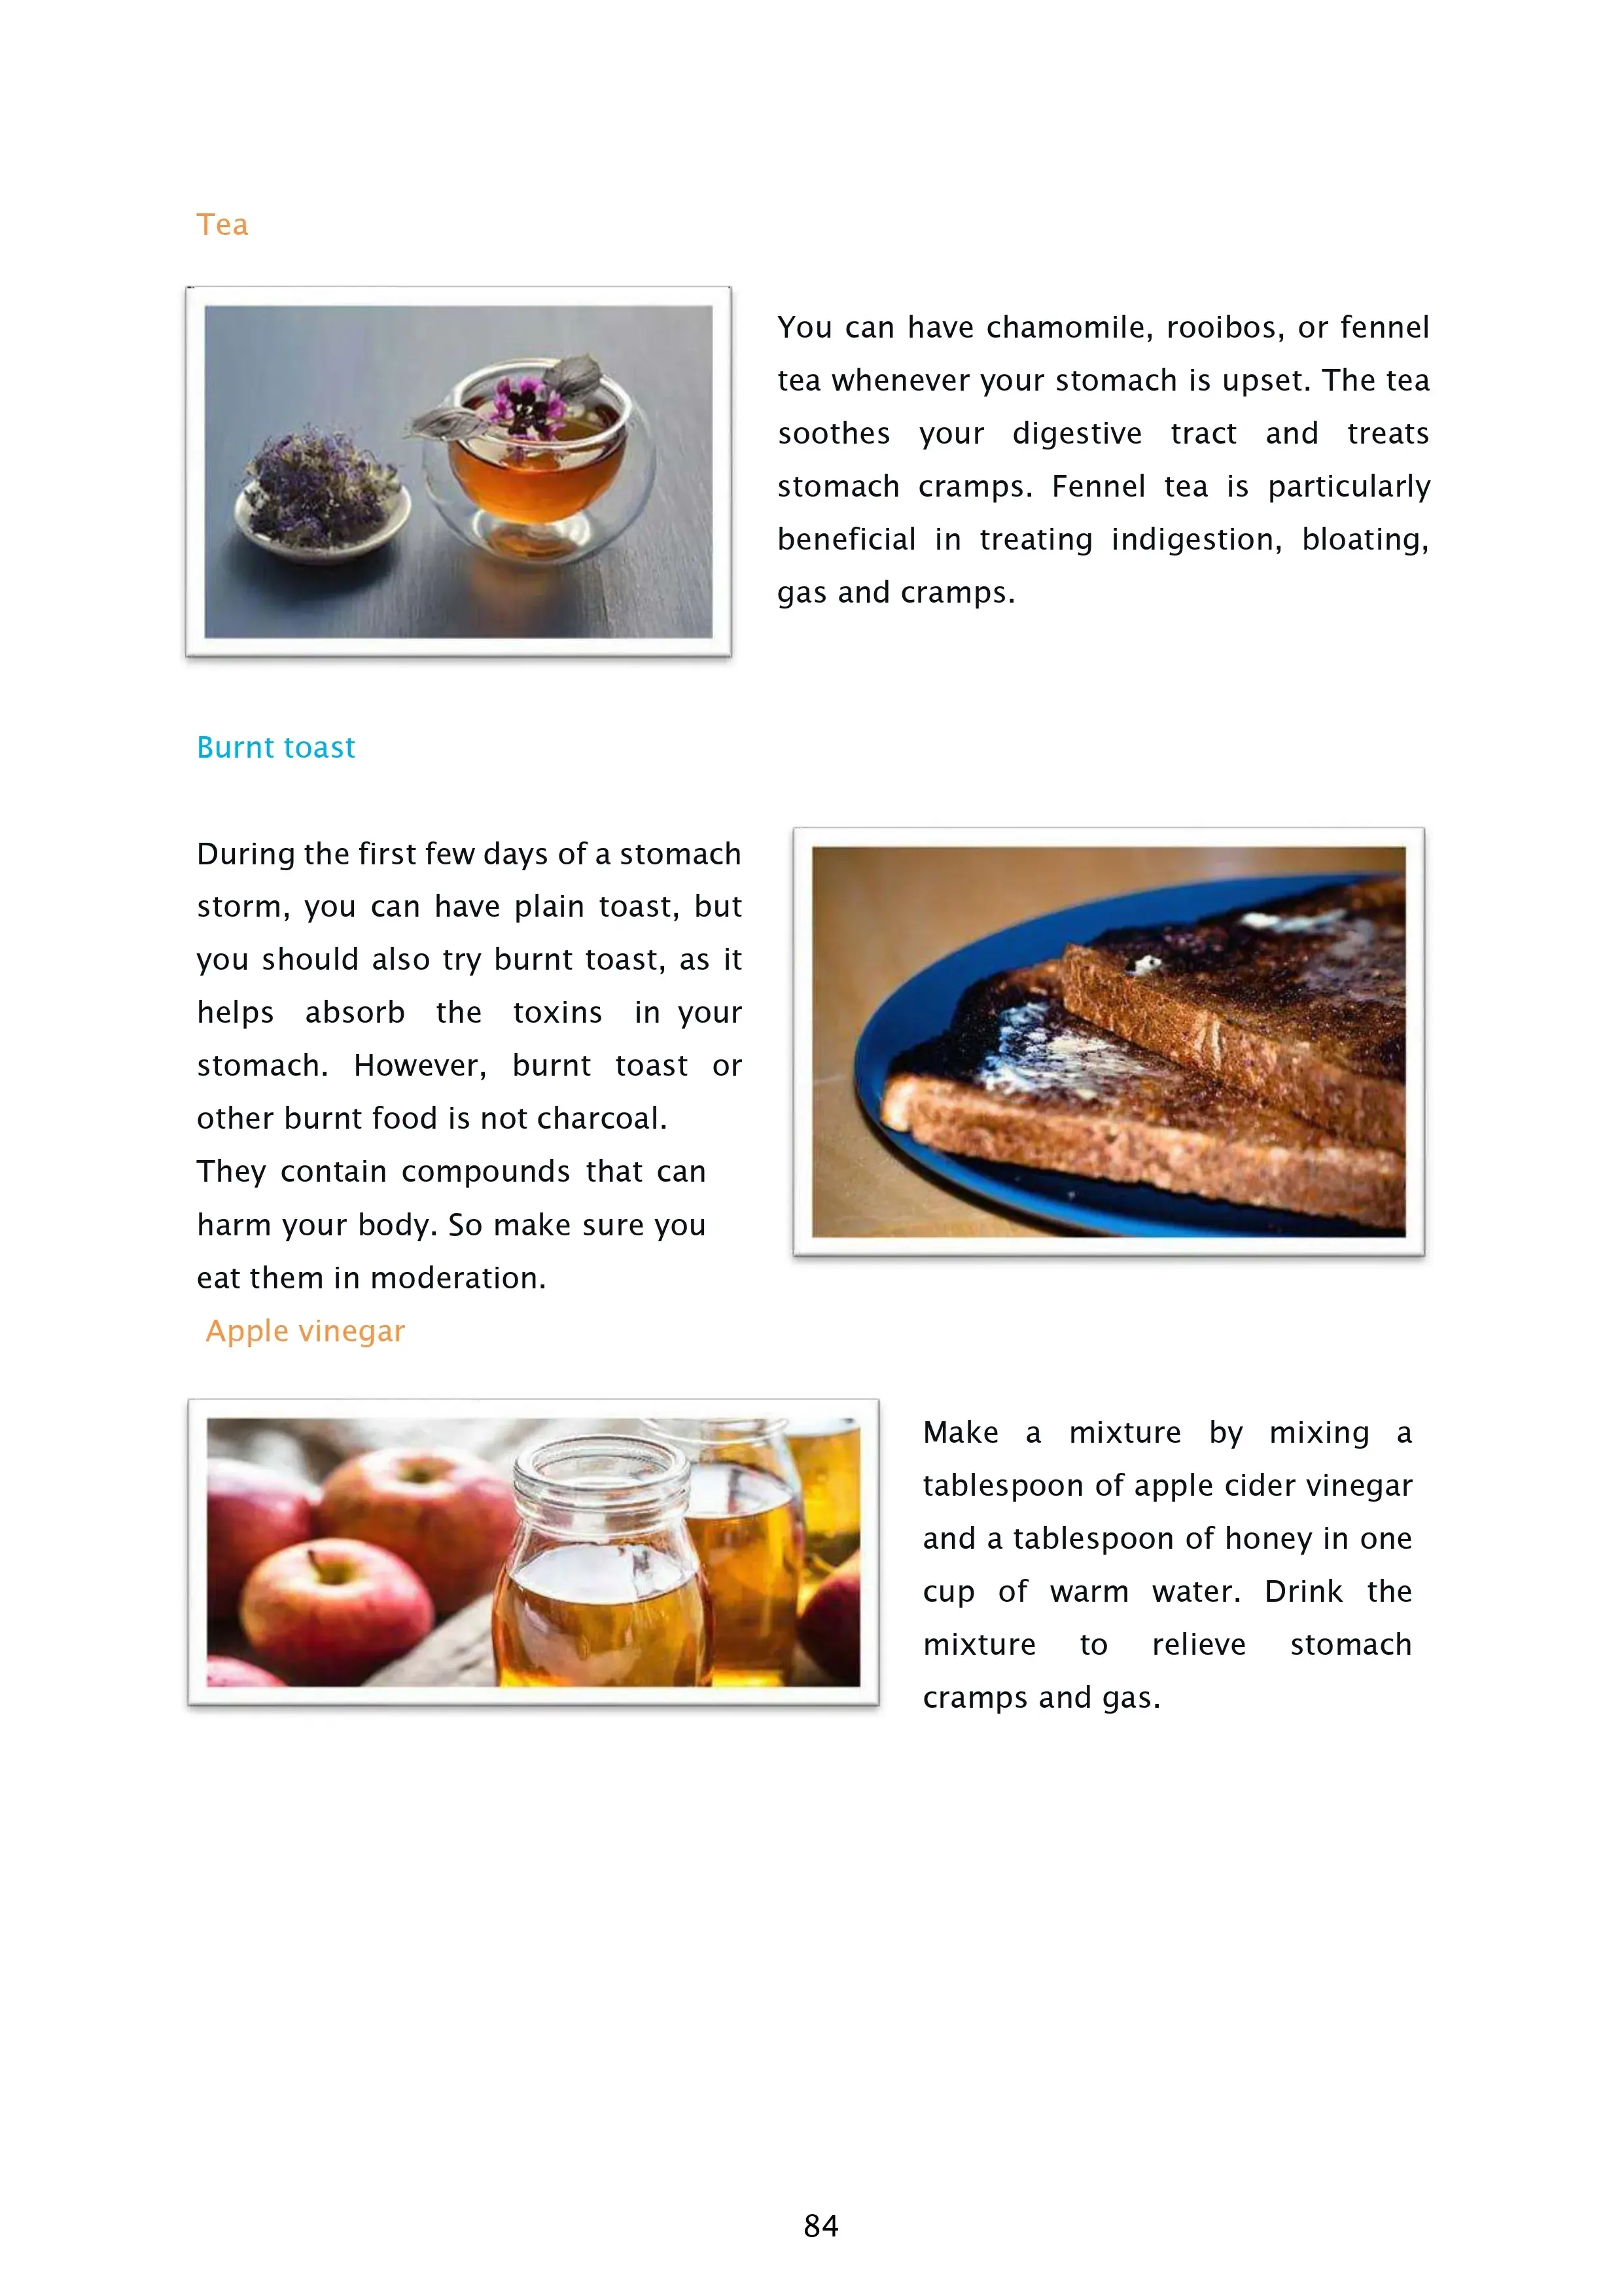 Tea
You can have chamomile, rooibos, or fennel
tea whenever your stomach is upset. The tea
soothes your digestive tract and treats
stomach cramps. Fennel tea is particularly
beneficial in treating indigestion, bloating,
gas and cramps.
Burnt toast
During the first few days of a stomach
storm, you can have plain toast, but
you should also try burnt toast, as it
helps absorb the toxins in your
stomach. However, burnt toast or
other burnt food is not charcoal.
They contain compounds that can
harm your body. So make sure you
eat them in moderation.
Apple vinegar
Make a mixture by mixing a
tablespoon of apple cider vinegar
and a tablespoon of honey in one
cup of warm water. Drink the
mixture to relieve stomach
cramps and gas.
84